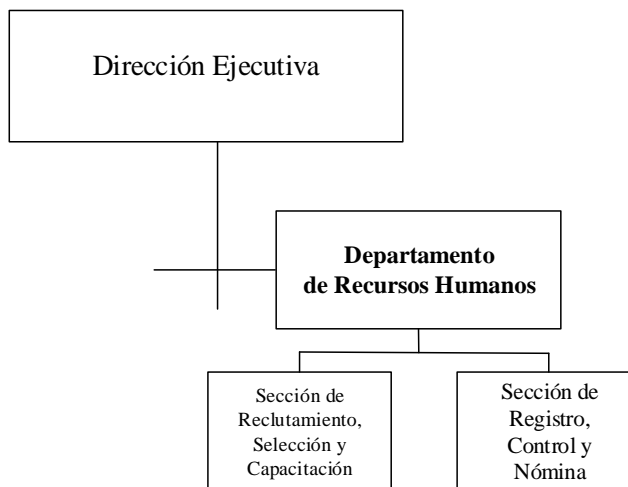 Dirección Ejecutiva
Departamento
de Recursos Humanos
Sección de
Reclutamiento,
Selección y
Capacitación
Sección de
Registro,
Control y
Nómina